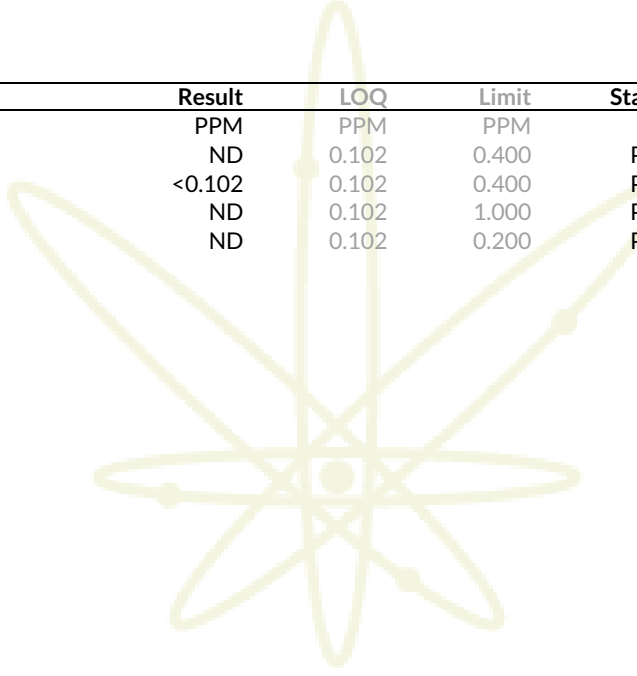 Result LOQ Limit
PPM PPM PPM
ND 0.102 0.400
<0.102 0.102 0.400
ND 0.102 1.000
ND 0.102 0.200